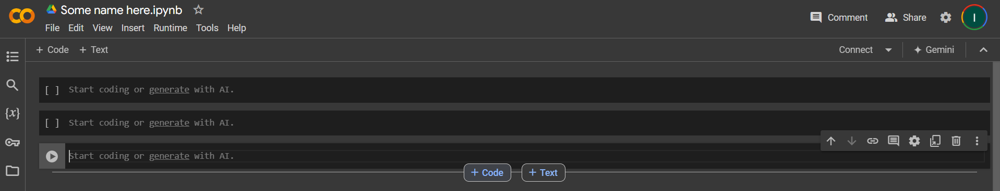 Some name here.ipynb
File Edit View Insert Runtime Tools Help
Comment
Share
I
+ Code + Text
Connect
Gemini
{x}
[ ] Start coding or generate with AI.
[ ] Start coding or generate with AI.
Start coding or generate with AI.
+ Code + Text